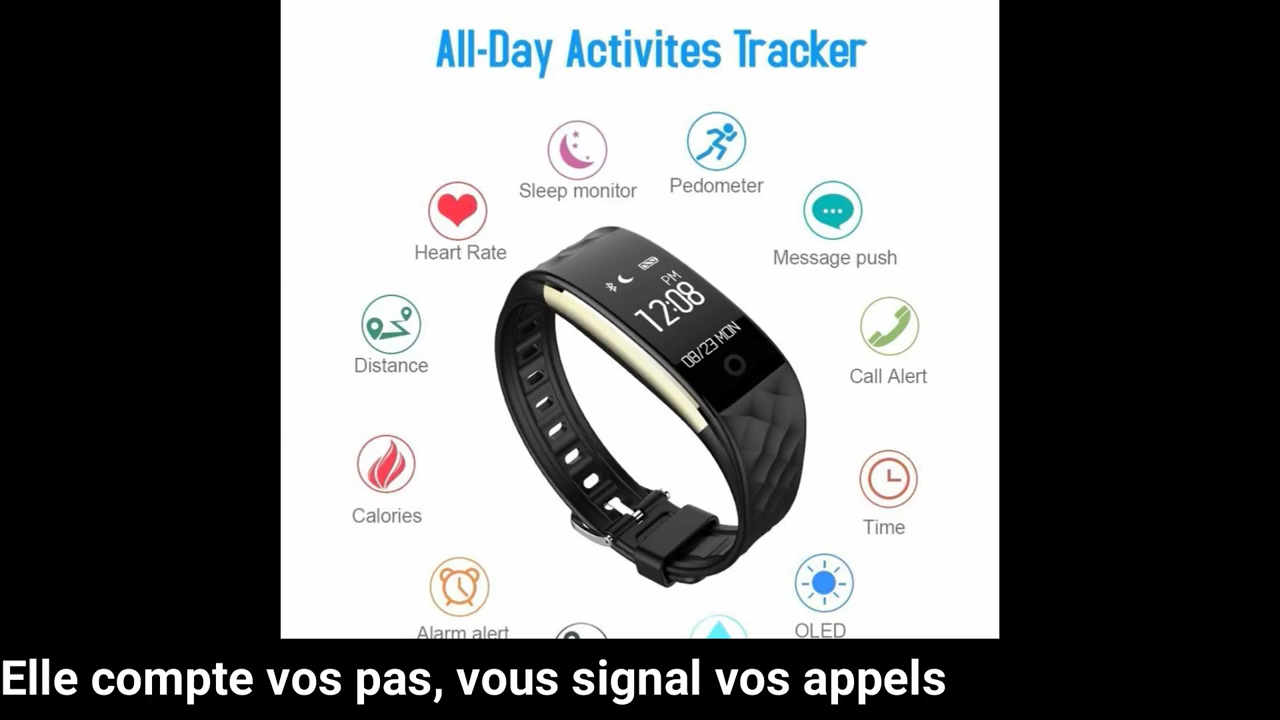 All-Day Activites Tracker
Sleep monitor
Pedometer
Heart Rate
Message push
PM
12:08
08/23 MON
Distance
Call Alert
Calories
Time
Alarm alert
OLED
Elle compte vos pas, vous signal vos appels